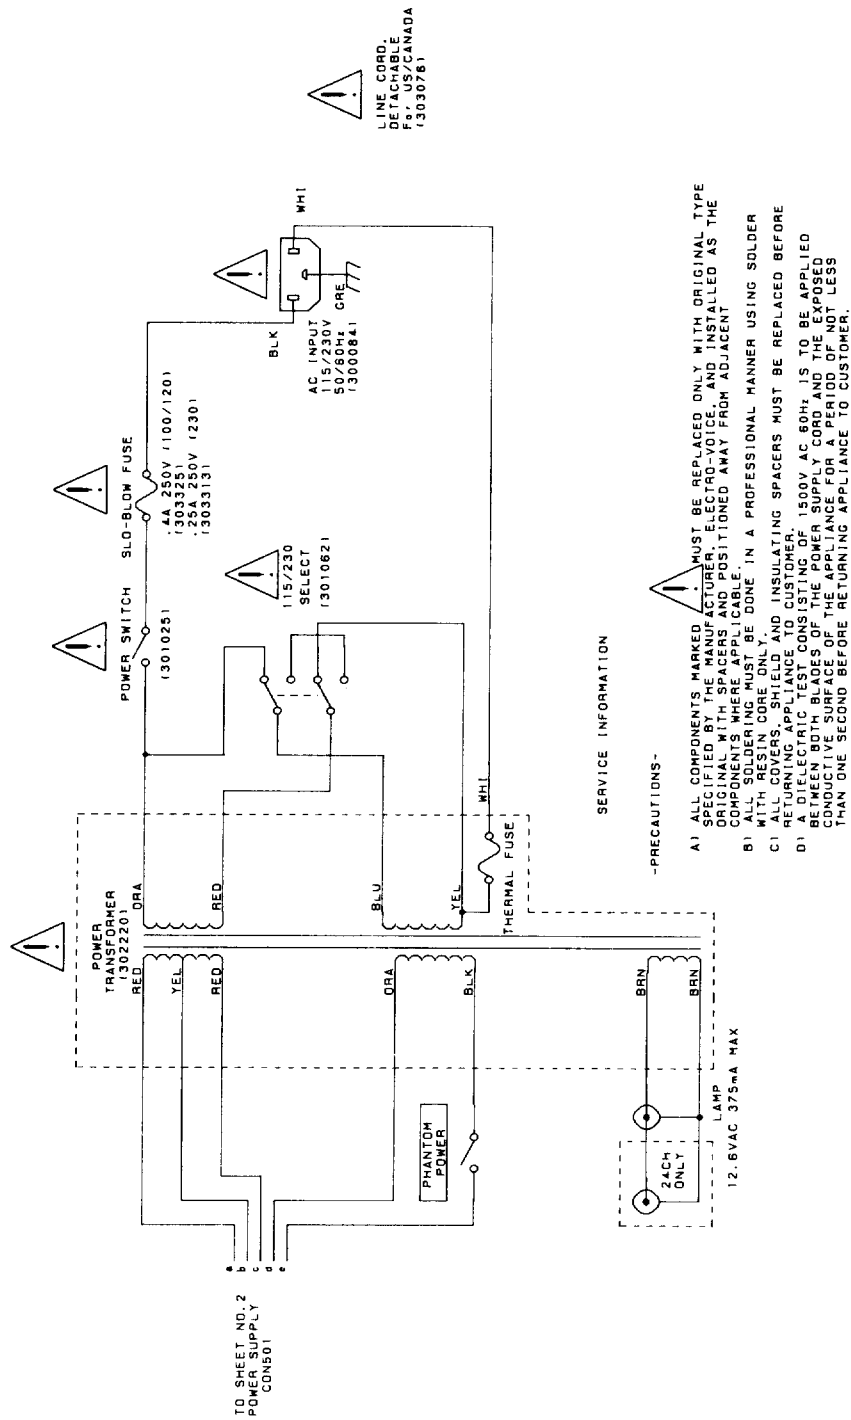 LINE CORD,
DETACHABLE
For US/CANADA
(303076)
WHI
GRE
BLK
AC INPUT
115/230V
50/60Hz
(300084)
SLO-BLOW FUSE
.4A 250V (100/120)
(303325)
.25A 250V (230)
(303313)
POWER SWITCH
(301025)
115/230
SELECT
(301062)
POWER
TRANSFORMER
(302220)
ORA
RED
BLU
YEL
WHI
THERMAL FUSE
RED
YEL
RED
ORA
BLK
BRN
BRN
PHANTOM
POWER
24CH
ONLY
LAMP
12.6VAC 375mA MAX
a
b
c
d
e
TO SHEET NO.2
POWER SUPPLY
CON501
SERVICE INFORMATION
-PRECAUTIONS-
A) ALL COMPONENTS MARKED MUST BE REPLACED ONLY WITH ORIGINAL TYPE
SPECIFIED BY THE MANUFACTURER, ELECTRO-VOICE, AND INSTALLED AS THE
ORIGINAL WITH SPACERS AND POSITIONED AWAY FROM ADJACENT
COMPONENTS WHERE APPLICABLE.
B) ALL SOLDERING MUST BE DONE IN A PROFESSIONAL MANNER USING SOLDER
WITH RESIN CORE ONLY.
C) ALL COVERS, SHIELD AND INSULATING SPACERS MUST BE REPLACED BEFORE
RETURNING APPLIANCE TO CUSTOMER.
D) A DIELECTRIC TEST CONSISTING OF 1500V AC 60Hz IS TO BE APPLIED
BETWEEN BOTH BLADES OF THE POWER SUPPLY CORD AND THE EXPOSED
CONDUCTIVE SURFACE OF THE APPLIANCE FOR A PERIOD OF NOT LESS
THAN ONE SECOND BEFORE RETURNING APPLIANCE TO CUSTOMER.